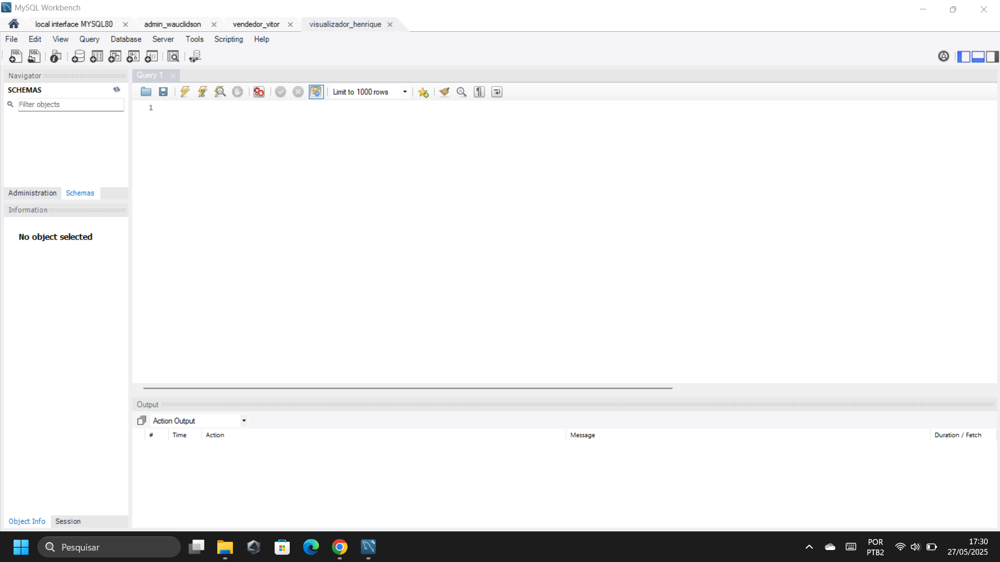 MySQL Workbench
local interface MYSQL80
admin_wauclidson
vendedor_vitor
visualizador_henrique
File Edit View Query Database Server Tools Scripting Help
Navigator
Query 1
SCHEMAS
Limit to 1000 rows
Filter objects
1
Administration Schemas
Information
No object selected
Output
Action Output
# Time Action Message Duration / Fetch
Object Info Session
Pesquisar
POR
PTB2
17:30
27/05/2025